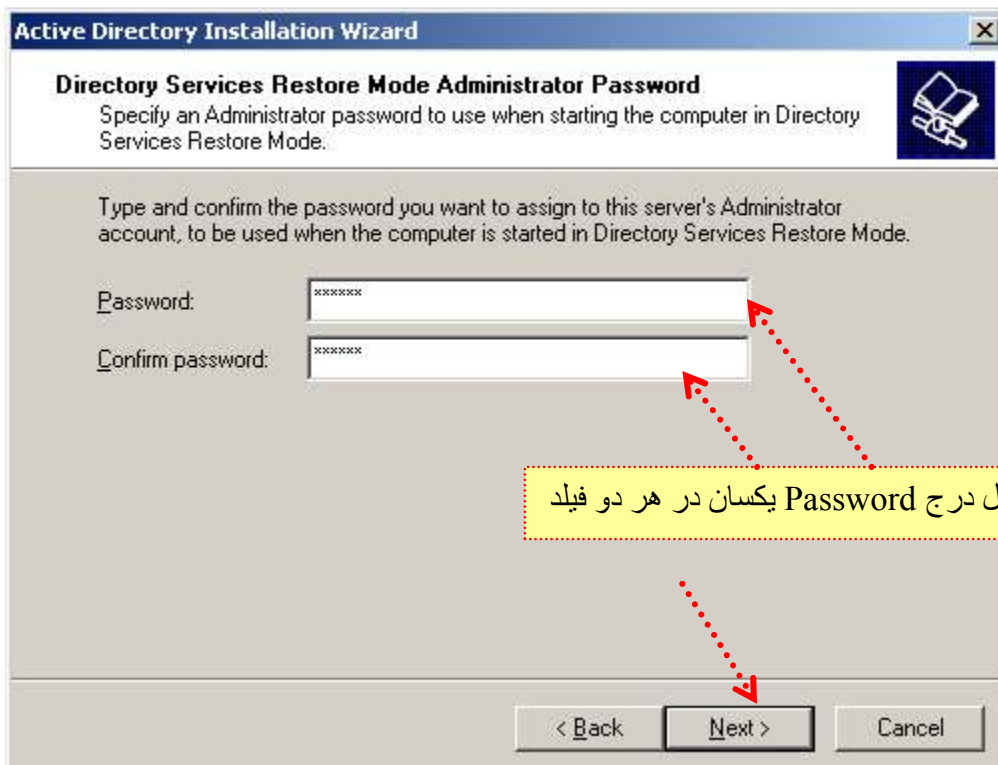 Active Directory Installation Wizard
Directory Services Restore Mode Administrator Password
Specify an Administrator password to use when starting the computer in Directory
Services Restore Mode.
Type and confirm the password you want to assign to this server's Administrator
account, to be used when the computer is started in Directory Services Restore Mode.
Password:
xxxxxx
Confirm password:
xxxxxx
درج Password یکسان در هر دو فیلد
< Back
Next >
Cancel